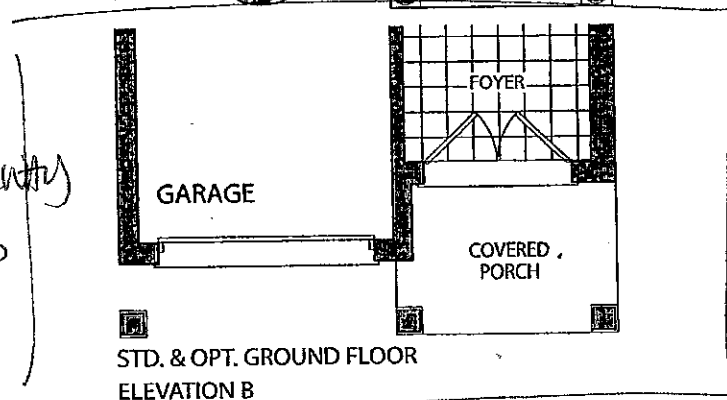 FOYER
GARAGE
COVERED
PORCH
STD. & OPT. GROUND FLOOR
ELEVATION B